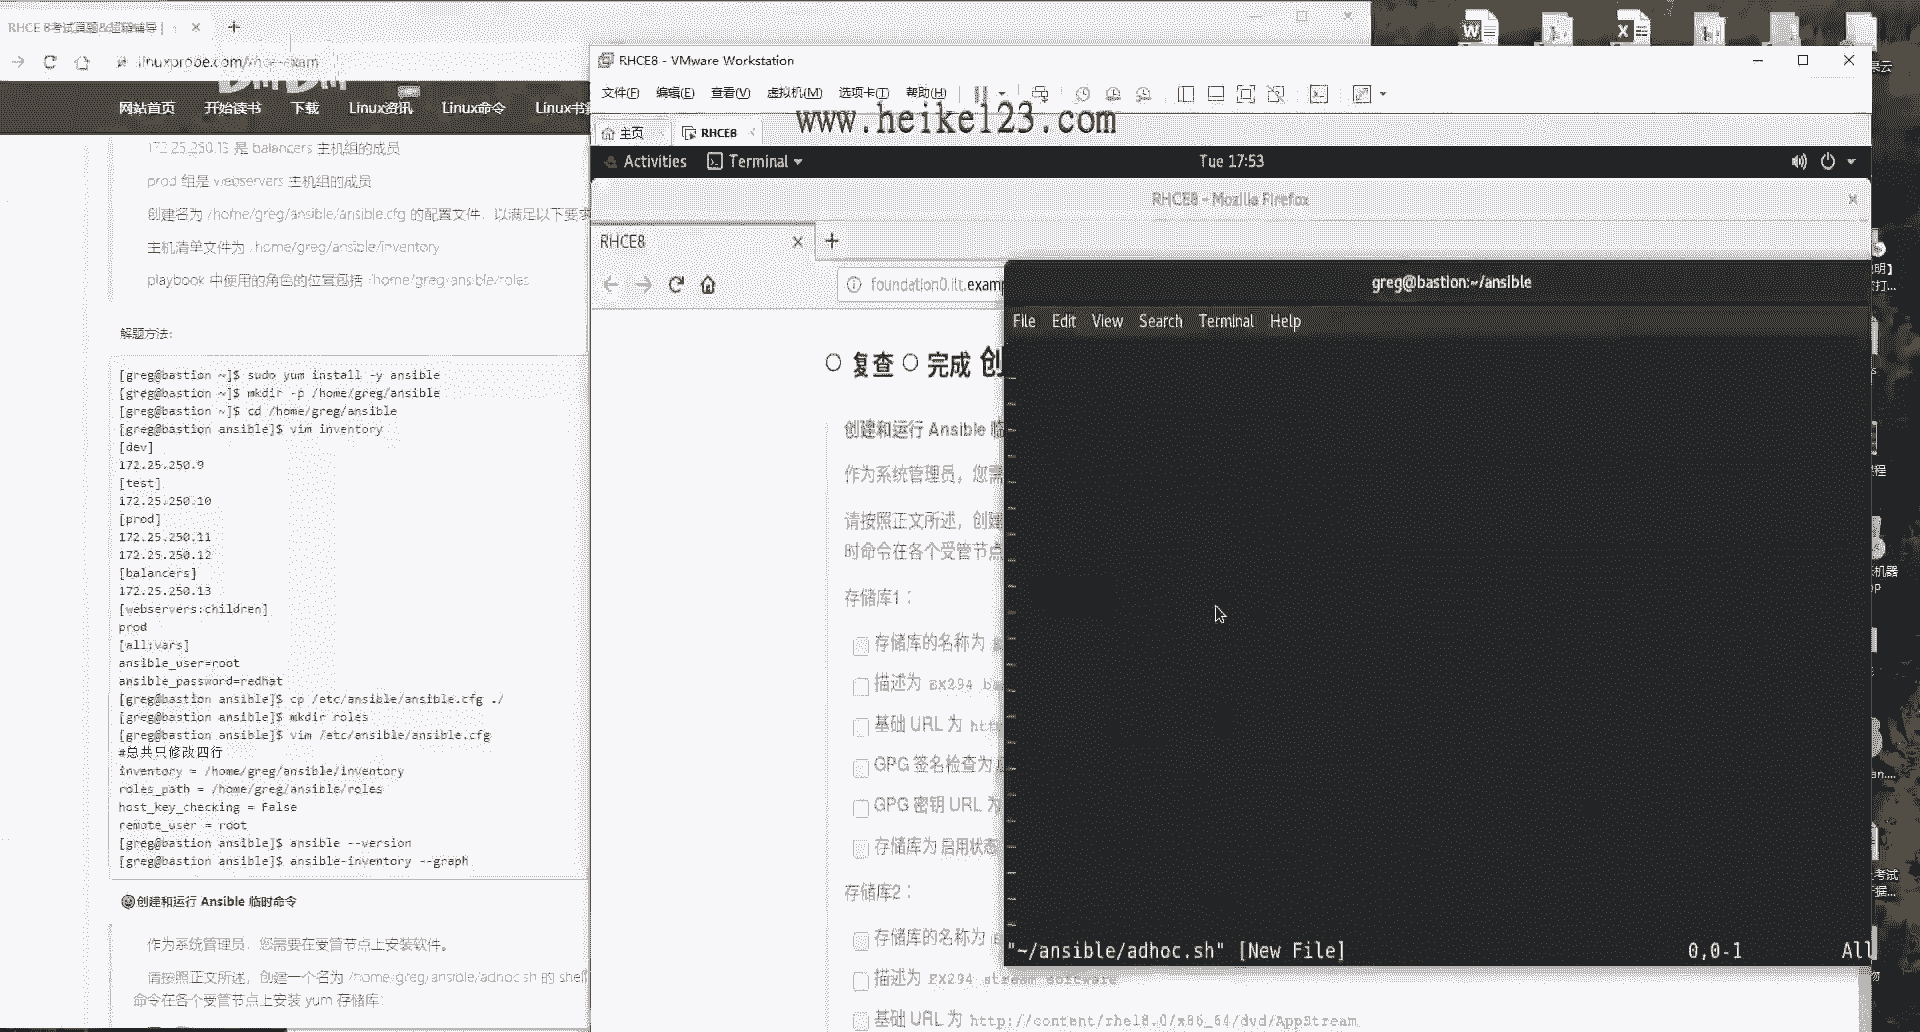 RHCE 8考试真题&超
linuxprobe.com/
网站首页
开始读书
下载
Linux资讯
Linux命令
172.25.250.13 是 balancers 主机组的成员
prod 组是 webservers 主机组的成员
创建名为 /home/greg/ansible/ansible.cfg 的配置文件，以满足以下要求
主机清单文件为 /home/greg/ansible/inventory
playbook 中使用的角色的位置包括 /home/greg/ansible/roles
解题方法:
[greg@bastion ~]$ sudo yum install -y ansible
[greg@bastion ~]$ mkdir -p /home/greg/ansible
[greg@bastion ~]$ cd /home/greg/ansible
[greg@bastion ansible]$ vim inventory
[dev]
172.25.250.9
[test]
172.25.250.10
[prod]
172.25.250.11
172.25.250.12
[balancers]
172.25.250.13
[webservers:children]
prod
[all:vars]
ansible_user=root
ansible_password=redhat
[greg@bastion ansible]$ cp /etc/ansible/ansible.cfg ./
[greg@bastion ansible]$ mkdir roles
[greg@bastion ansible]$ vim /etc/ansible/ansible.cfg
#总共只修改四行
inventory = /home/greg/ansible/inventory
roles_path = /home/greg/ansible/roles
host_key_checking = False
remote_user = root
[greg@bastion ansible]$ ansible --version
[greg@bastion ansible]$ ansible-inventory --graph
创建和运行 Ansible 临时命令
作为系统管理员，您需要在受管节点上安装软件。
请按照正文所述，创建一个名为 /home/greg/ansible/adhoc.sh 的 shell
命令在各个受管节点上安装 yum 存储库:
RHCE8 - VMware Workstation
文件(F) 编辑(E) 查看(V) 虚拟机(M) 选项卡(T) 帮助(H)
www.heike123.com
主页 RHCE8
Activities Terminal Tue 17:53
RHCE8 - Mozilla Firefox
RHCE8
foundation0.ilt.examp
复查 完成 创
创建和运行 Ansible 临
作为系统管理员，您需
请按照正文所述，创建
时命令在各个受管节点
存储库1：
存储库的名称为
描述为 EX294 ba
基础 URL 为 http
GPG 签名检查为
GPG 密钥 URL 为
存储库为启用状态
存储库2：
存储库的名称为
描述为 EX294 stream software
基础 URL 为 http://content/rhel8.0/x86_64/dvd/AppStream
greg@bastion:~/ansible
File Edit View Search Terminal Help
"~/ansible/adhoc.sh" [New File] 0,0-1 All